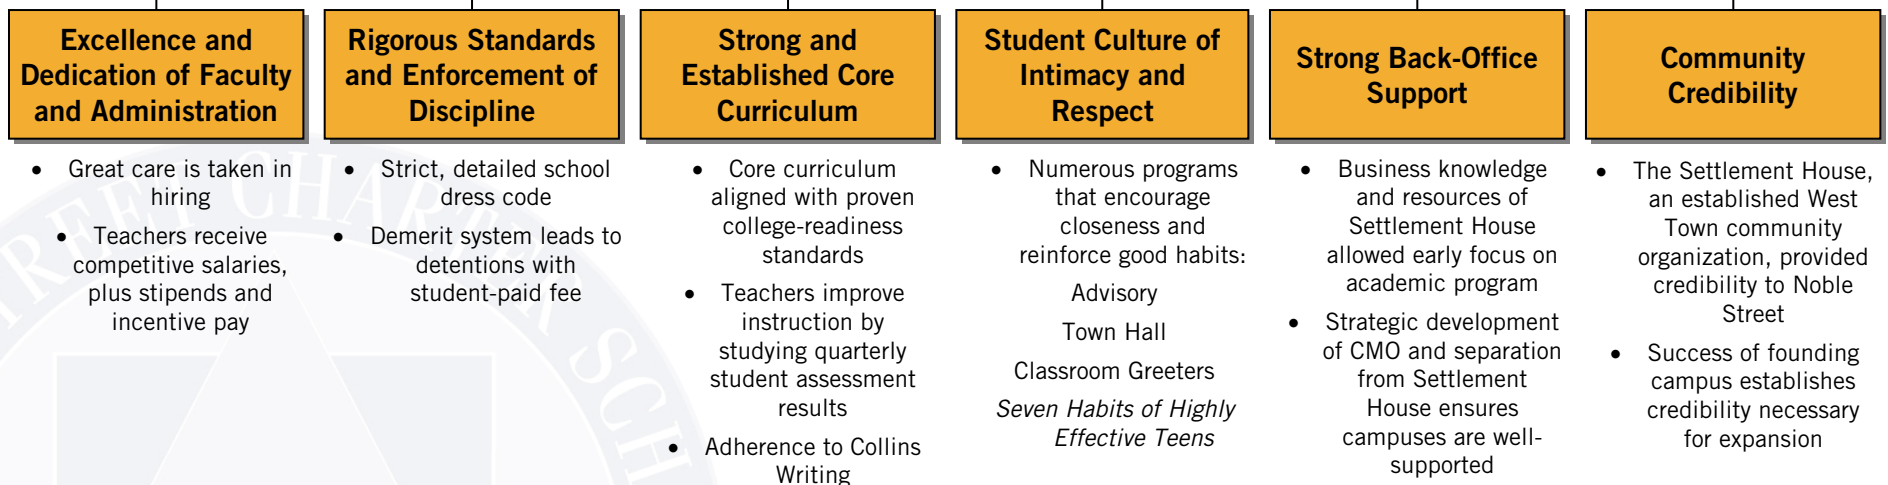 Excellence and
Dedication of Faculty
and Administration
• Great care is taken in
hiring
• Teachers receive
competitive salaries,
plus stipends and
incentive pay
Rigorous Standards
and Enforcement of
Discipline
• Strict, detailed school
dress code
• Demerit system leads to
detentions with
student-paid fee
Strong and
Established Core
Curriculum
• Core curriculum
aligned with proven
college-readiness
standards
• Teachers improve
instruction by
studying quarterly
student assessment
results
• Adherence to Collins
Writing
Student Culture of
Intimacy and
Respect
• Numerous programs
that encourage
closeness and
reinforce good habits:
Advisory
Town Hall
Classroom Greeters
Seven Habits of Highly
Effective Teens
Strong Back-Office
Support
• Business knowledge
and resources of
Settlement House
allowed early focus on
academic program
• Strategic development
of CMO and separation
from Settlement
House ensures
campuses are well-
supported
Community
Credibility
• The Settlement House,
an established West
Town community
organization, provided
credibility to Noble
Street
• Success of founding
campus establishes
credibility necessary
for expansion
CHARTER